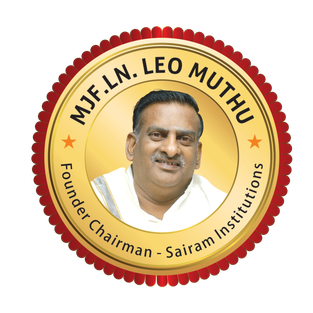 MJF.LN. LEO MUTHU
Founder Chairman - Sairam Institutions